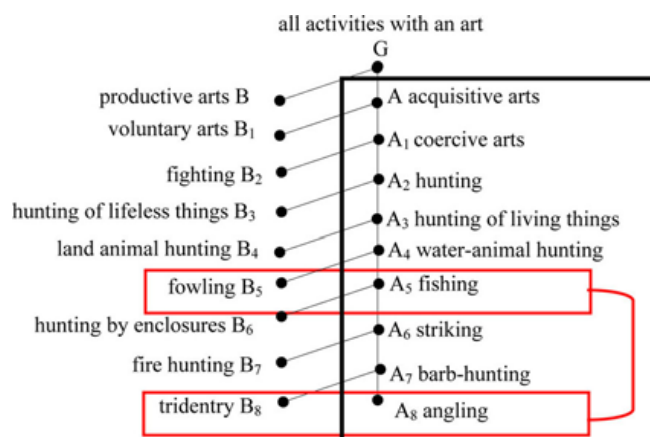 all activities with an art
G
productive arts B
A acquisitive arts
voluntary arts B₁
A₁ coercive arts
fighting B₂
A₂ hunting
hunting of lifeless things B₃
A₃ hunting of living things
land animal hunting B₄
A₄ water-animal hunting
fowling B₅
A₅ fishing
hunting by enclosures B₆
A₆ striking
fire hunting B₇
A₇ barb-hunting
tridentry B₈
A₈ angling